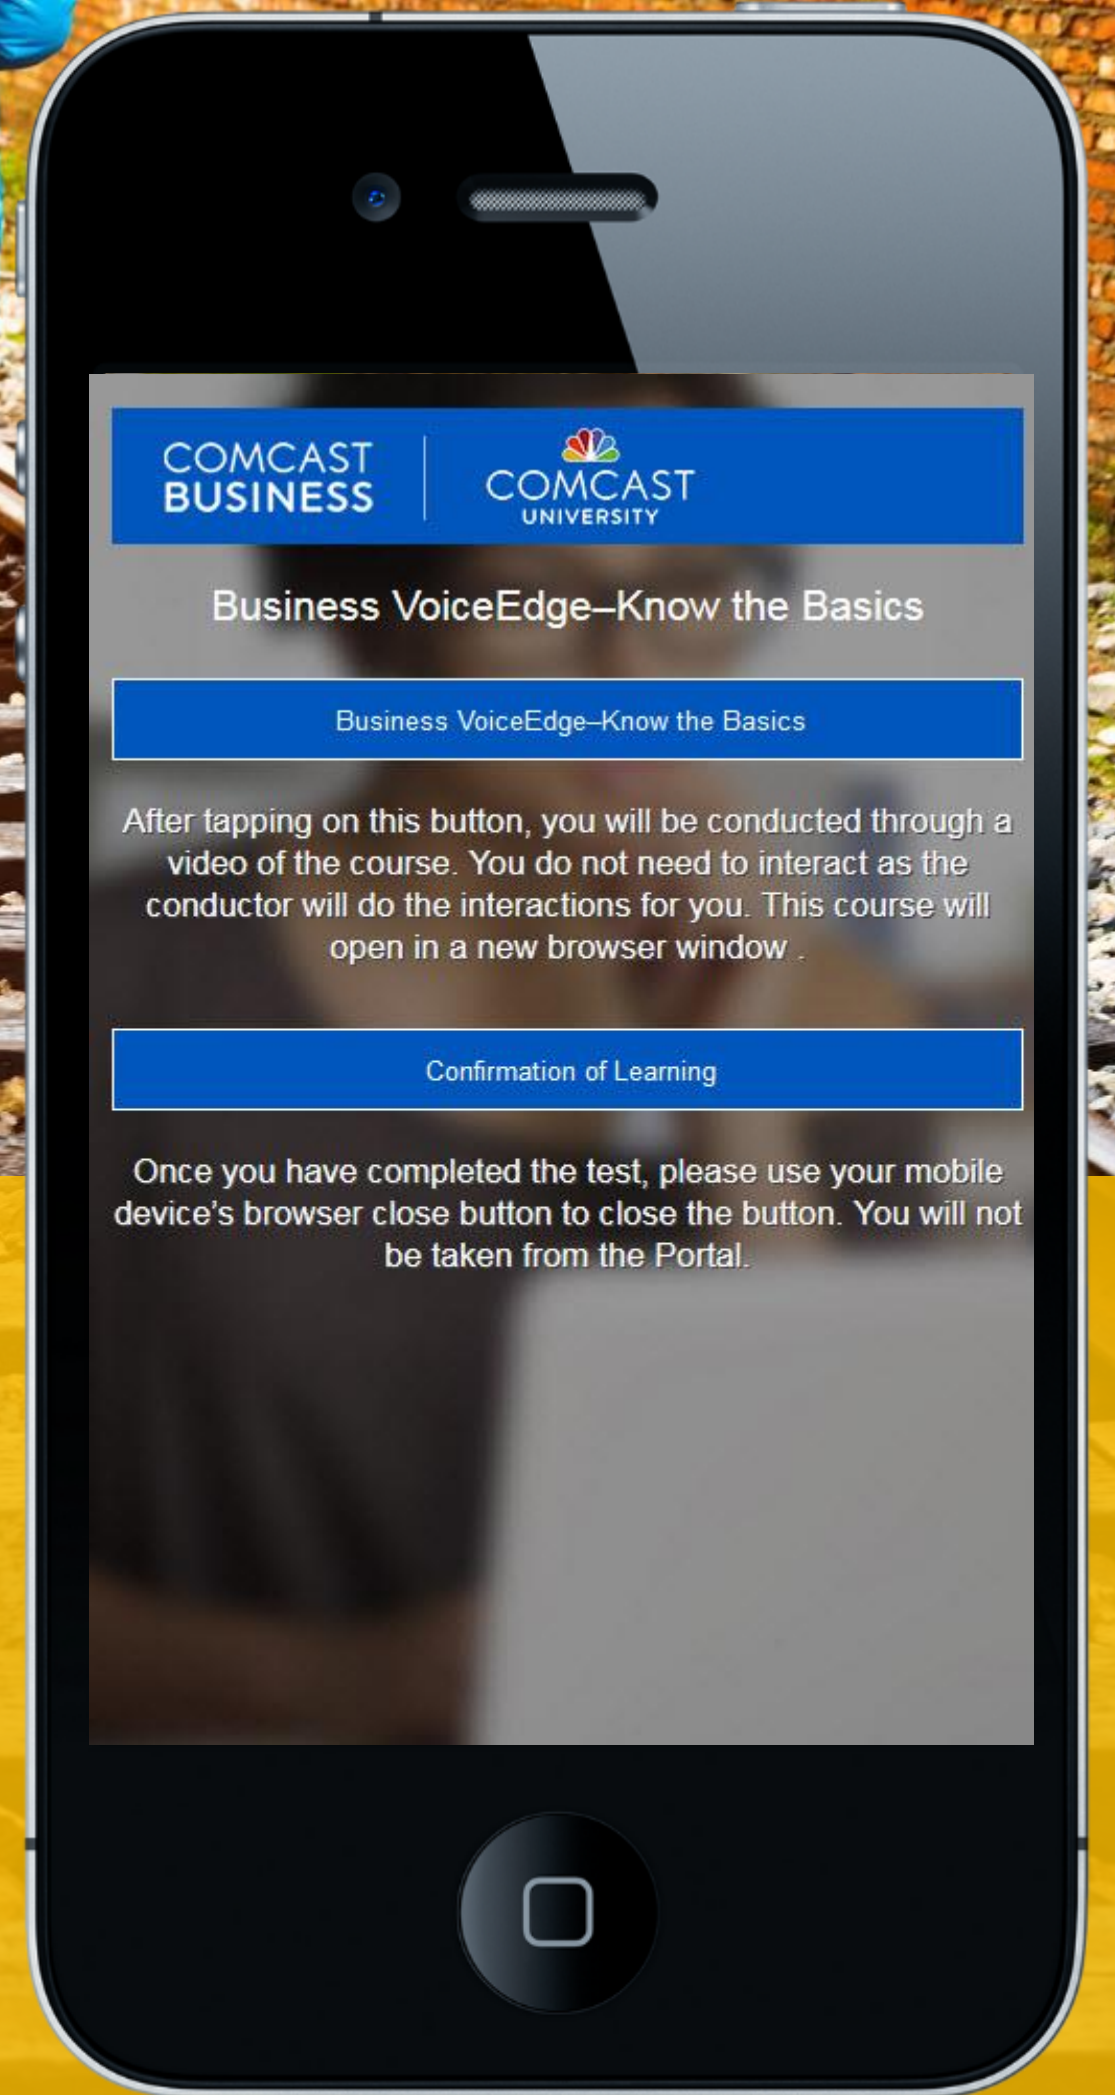 COMCAST
BUSINESS
COMCAST
UNIVERSITY
Business VoiceEdge–Know the Basics
Business VoiceEdge–Know the Basics
After tapping on this button, you will be conducted through a
video of the course. You do not need to interact as the
conductor will do the interactions for you. This course will
open in a new browser window .
Confirmation of Learning
Once you have completed the test, please use your mobile
device’s browser close button to close the button. You will not
be taken from the Portal.